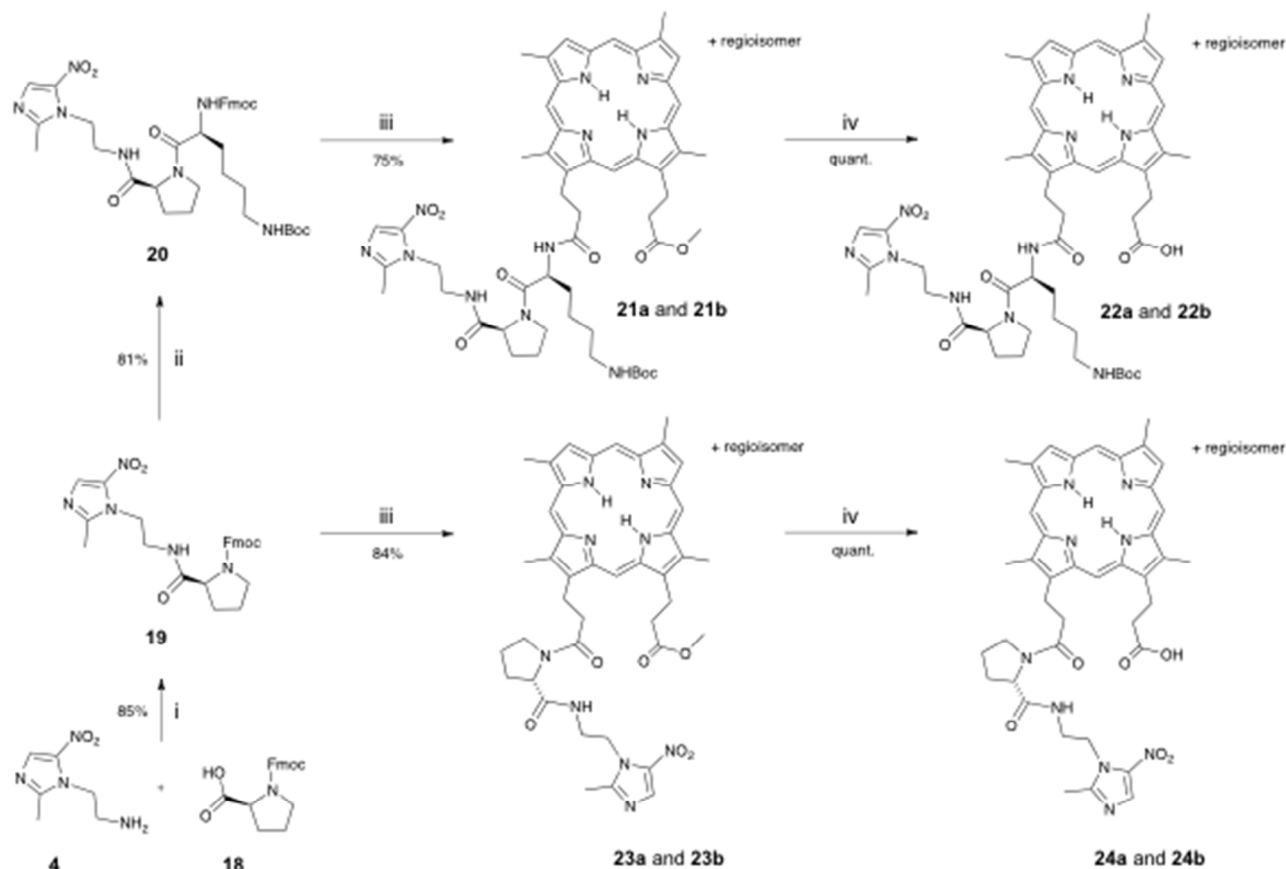 + regioisomer
+ regioisomer
NO₂
N
N
NHFmoc
O
NH
N
O
NHBoc
20
iii
75%
N
N
H
H
N
N
NO₂
N
N
HN
O
O
O
NH
O
N
O
NHBoc
21a and 21b
iv
quant.
N
N
H
H
N
N
NO₂
N
N
HN
O
O
OH
NH
O
N
O
NHBoc
22a and 22b
81%
ii
+ regioisomer
+ regioisomer
NO₂
N
N
NH
Fmoc
N
O
19
iii
84%
N
N
H
H
N
N
N
O
O
O
O
NH
N
NO₂
N
23a and 23b
iv
quant.
N
N
H
H
N
N
N
O
O
OH
O
NH
N
NO₂
N
24a and 24b
85%
i
NO₂
N
N
NH₂
4
+
HO
O
Fmoc
N
18